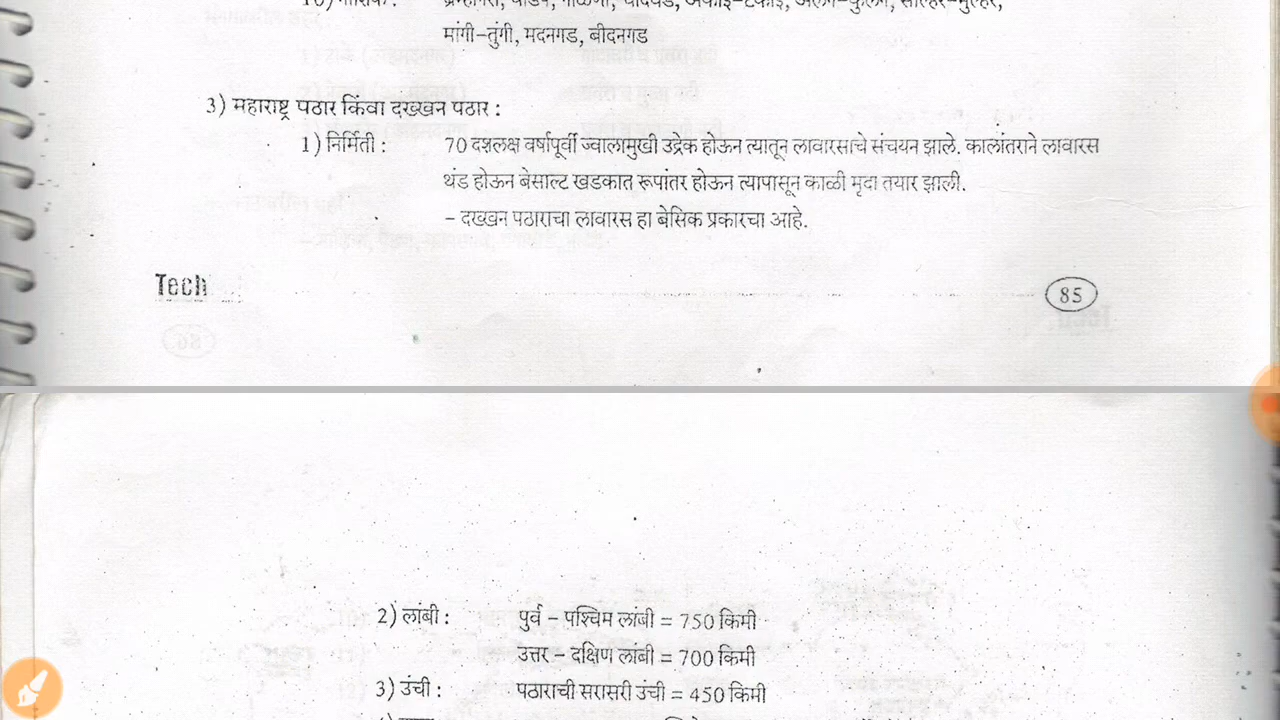 मांगी-तुंगी, मदनगड, बीदनगड
3) महाराष्ट्र पठार किंवा दख्खन पठार :
1) निर्मिती : 70 दशलक्ष वर्षापूर्वी ज्वालामुखी उद्रेक होऊन त्यातून लावारसाचे संचयन झाले. कालांतराने लावारस
थंड होऊन बेसाल्ट खडकात रूपांतर होऊन त्यापासून काळी मृदा तयार झाली.
- दख्खन पठाराचा लावारस हा बेसिक प्रकारचा आहे.
Tech 85
2) लांबी : पुर्व - पश्चिम लांबी = 750 किमी
उत्तर - दक्षिण लांबी = 700 किमी
3) उंची : पठाराची सरासरी उंची = 450 किमी